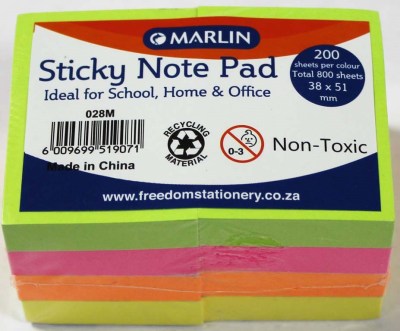 MARLIN
Sticky Note Pad
Ideal for School, Home & Office
200
sheets per colour
Total 800 sheets
38 x 51
mm
028M
6 009699 519071
Made in China
RECYCLING
MATERIAL
0-3
Non-Toxic
www.freedomstationery.co.za